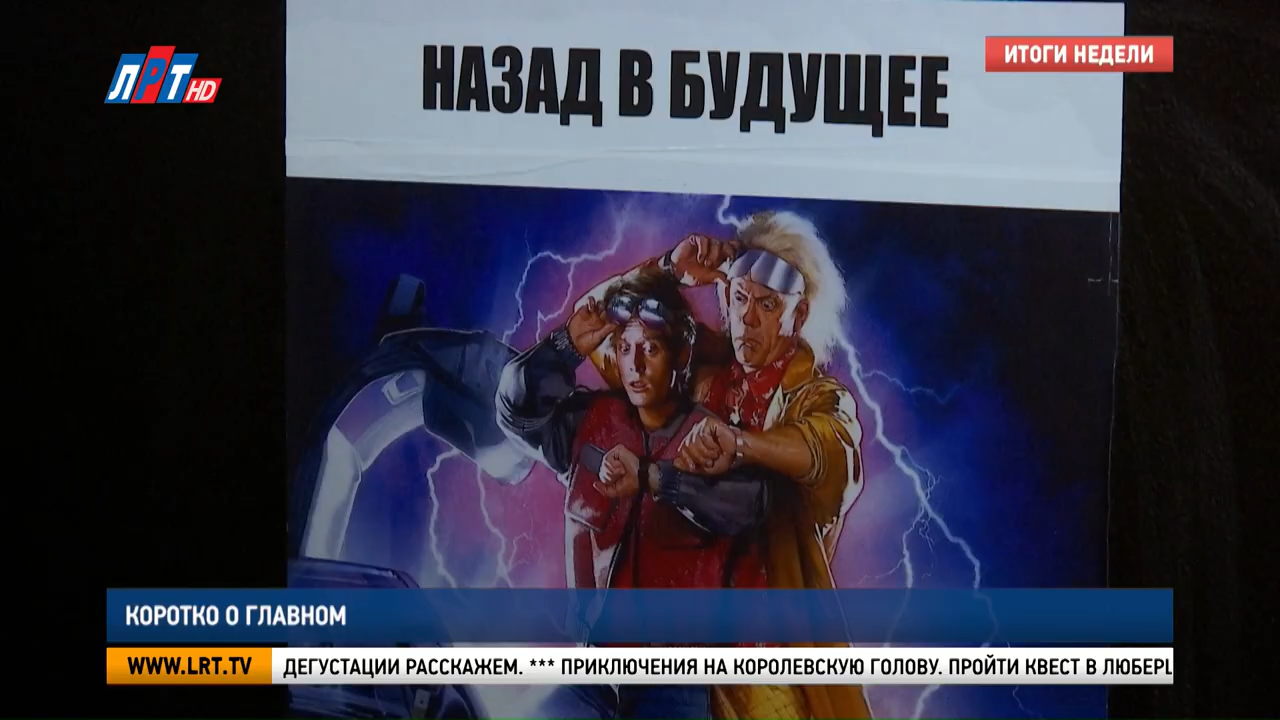 ЛРТ HD
НАЗАД В БУДУЩЕЕ
ИТОГИ НЕДЕЛИ
КОРОТКО О ГЛАВНОМ
WWW.LRT.TV
ДЕГУСТАЦИИ РАССКАЖЕМ. *** ПРИКЛЮЧЕНИЯ НА КОРОЛЕВСКУЮ ГОЛОВУ. ПРОЙТИ КВЕСТ В ЛЮБЕРЦ